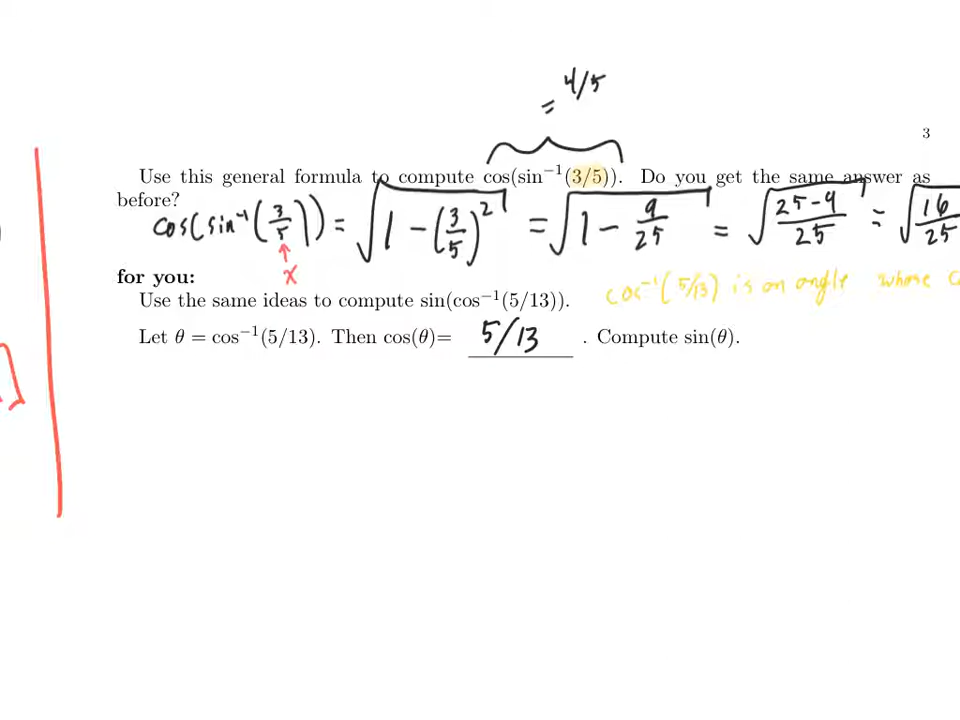 = 4/5
3
Use this general formula to compute cos(sin⁻¹(3/5)). Do you get the same answer as
before?
cos(sin⁻¹(3/5)) = √(1 − (3/5)²) = √(1 − 9/25) = √((25−9)/25) = √(16/25)
x
for you:
Use the same ideas to compute sin(cos⁻¹(5/13)).
cos⁻¹(5/13) is an angle whose c
Let θ = cos⁻¹(5/13). Then cos(θ)= 5/13 . Compute sin(θ).